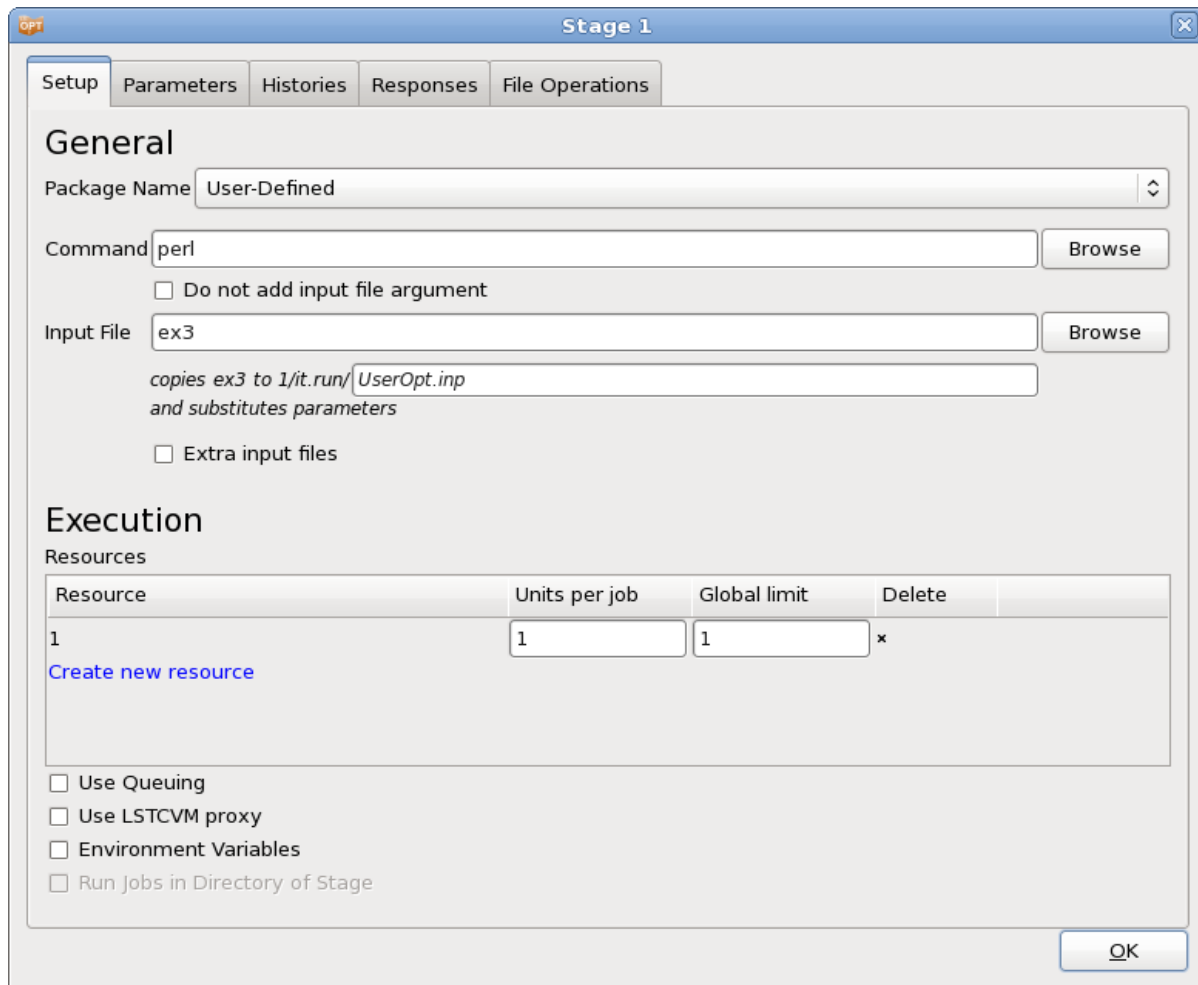 OPT Stage 1
Setup Parameters Histories Responses File Operations
General
Package Name User-Defined
Command perl Browse
Do not add input file argument
Input File ex3 Browse
copies ex3 to 1/it.run/ UserOpt.inp
and substitutes parameters
Extra input files
Execution
Resources
Resource Units per job Global limit Delete
1 1 1 ×
Create new resource
Use Queuing
Use LSTCVM proxy
Environment Variables
Run Jobs in Directory of Stage
OK